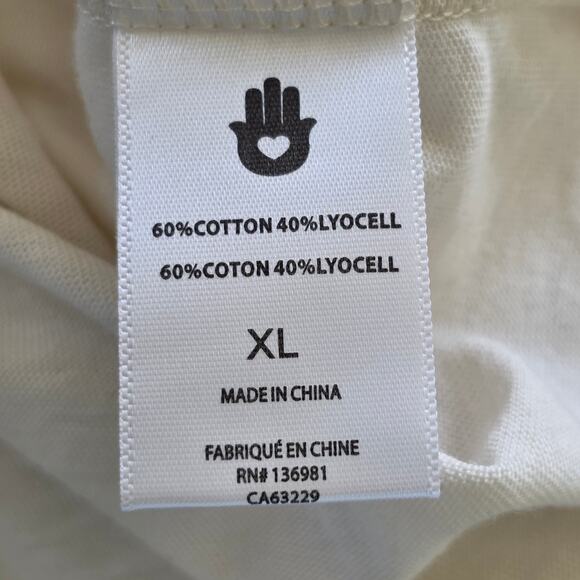 60%COTTON 40%LYOCELL
60%COTON 40%LYOCELL
XL
MADE IN CHINA
FABRIQUÉ EN CHINE
RN# 136981
CA63229